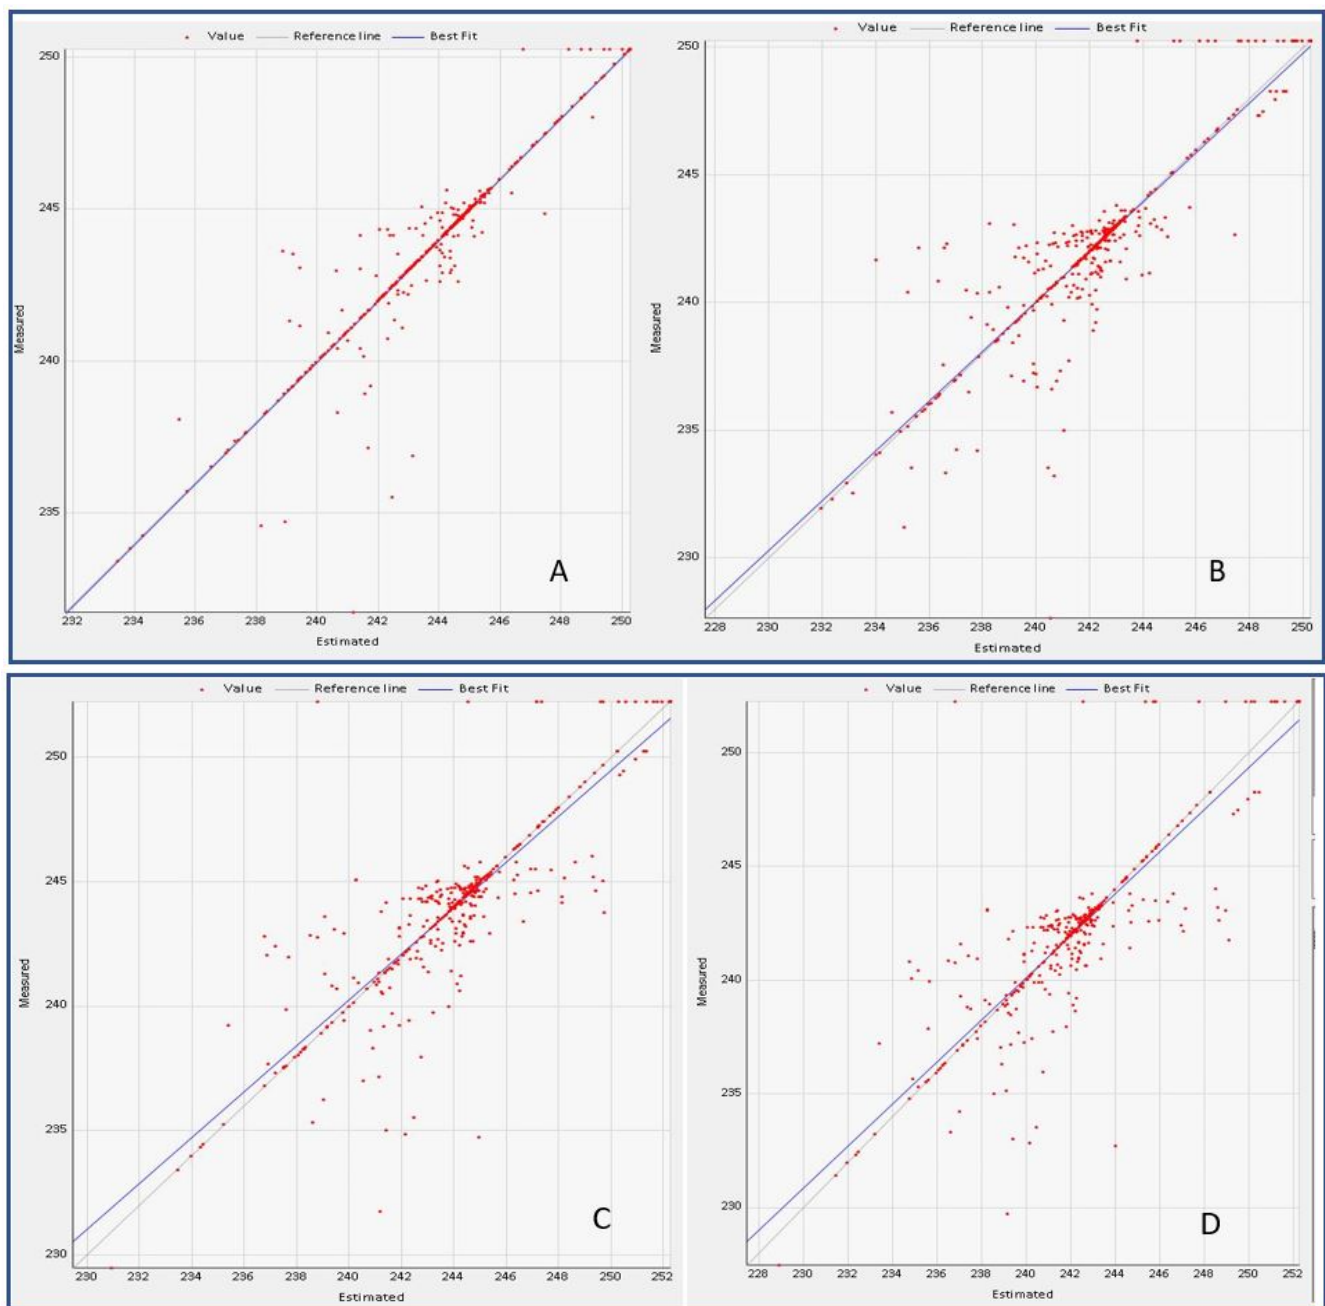 Value Reference line Best Fit
250
245
240
235
Measured
232 234 236 238 240 242 244 246 248 250
Estimated
A
Value Reference line Best Fit
250
245
240
235
230
Measured
228 230 232 234 236 238 240 242 244 246 248 250
Estimated
B
Value Reference line Best Fit
250
245
240
235
230
Measured
230 232 234 236 238 240 242 244 246 248 250 252
Estimated
C
Value Reference line Best Fit
250
245
240
235
230
Measured
228 230 232 234 236 238 240 242 244 246 248 250 252
Estimated
D